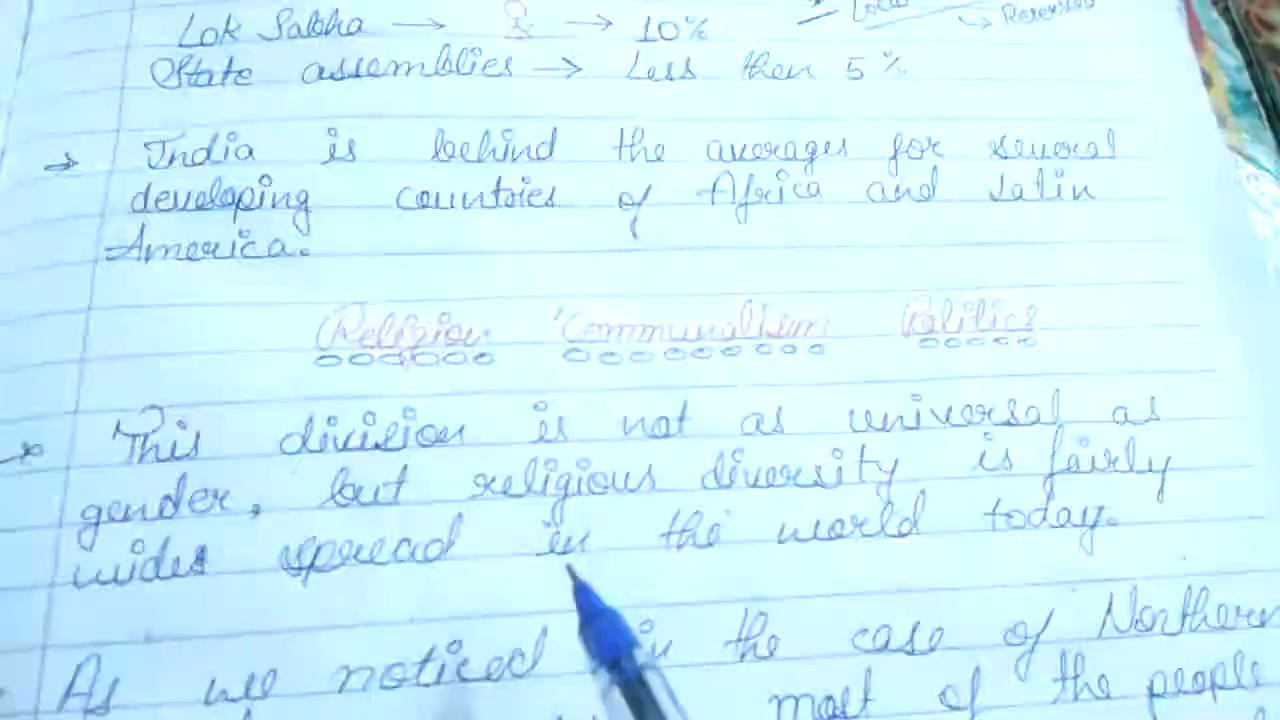 Lok Sabha → → 10%
State assemblies → Less then 5%
→ India is behind the averages for several
developing countries of Africa and Latin
America.
Religion Communalism Politics
This division is not as universal as
gender, but religious diversity is fairly
wides spread in the world today.
As we noticed in the case of Northern
most of the people